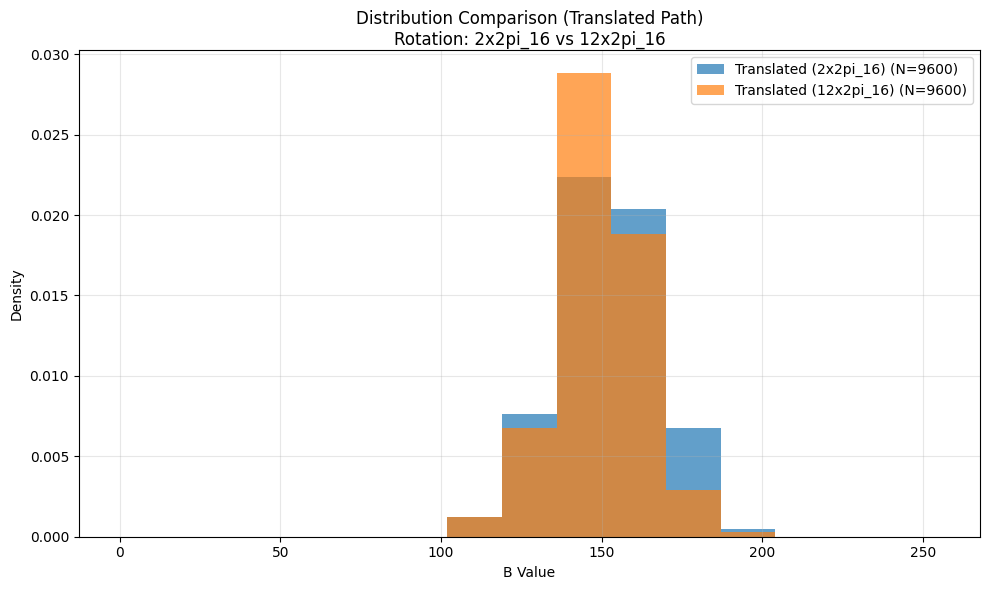 Distribution Comparison (Translated Path)
Rotation: 2x2pi_16 vs 12x2pi_16
Translated (2x2pi_16) (N=9600)
Translated (12x2pi_16) (N=9600)
Density
0.030
0.025
0.020
0.015
0.010
0.005
0.000
0
50
100
150
200
250
B Value